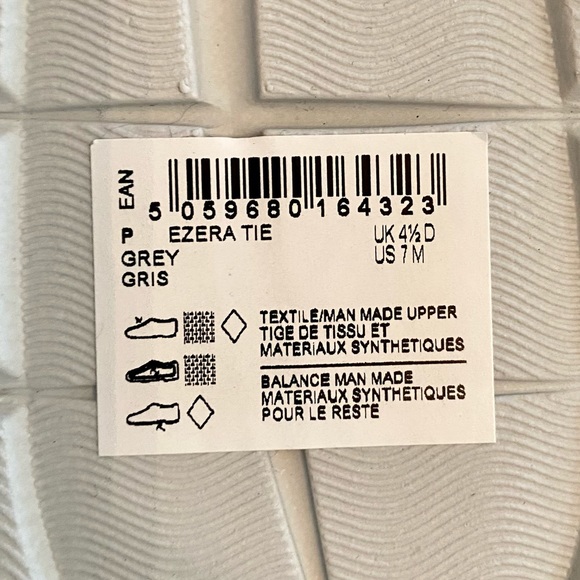 EAN
5 059680 164323
P EZERA TIE UK 4½ D
GREY US 7 M
GRIS
TEXTILE/MAN MADE UPPER
TIGE DE TISSU ET
MATERIAUX SYNTHETIQUES
BALANCE MAN MADE
MATERIAUX SYNTHETIQUES
POUR LE RESTE